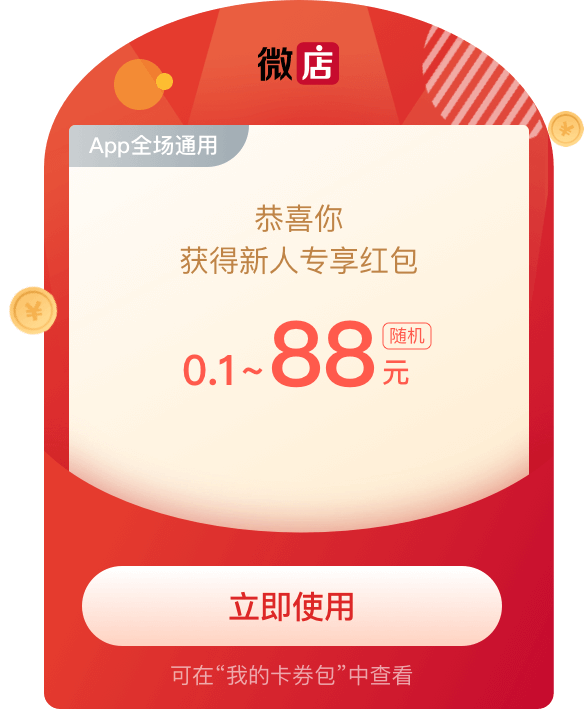 微店
App全场通用
恭喜你
获得新人专享红包
0.1~88元 随机
立即使用
可在“我的卡券包”中查看